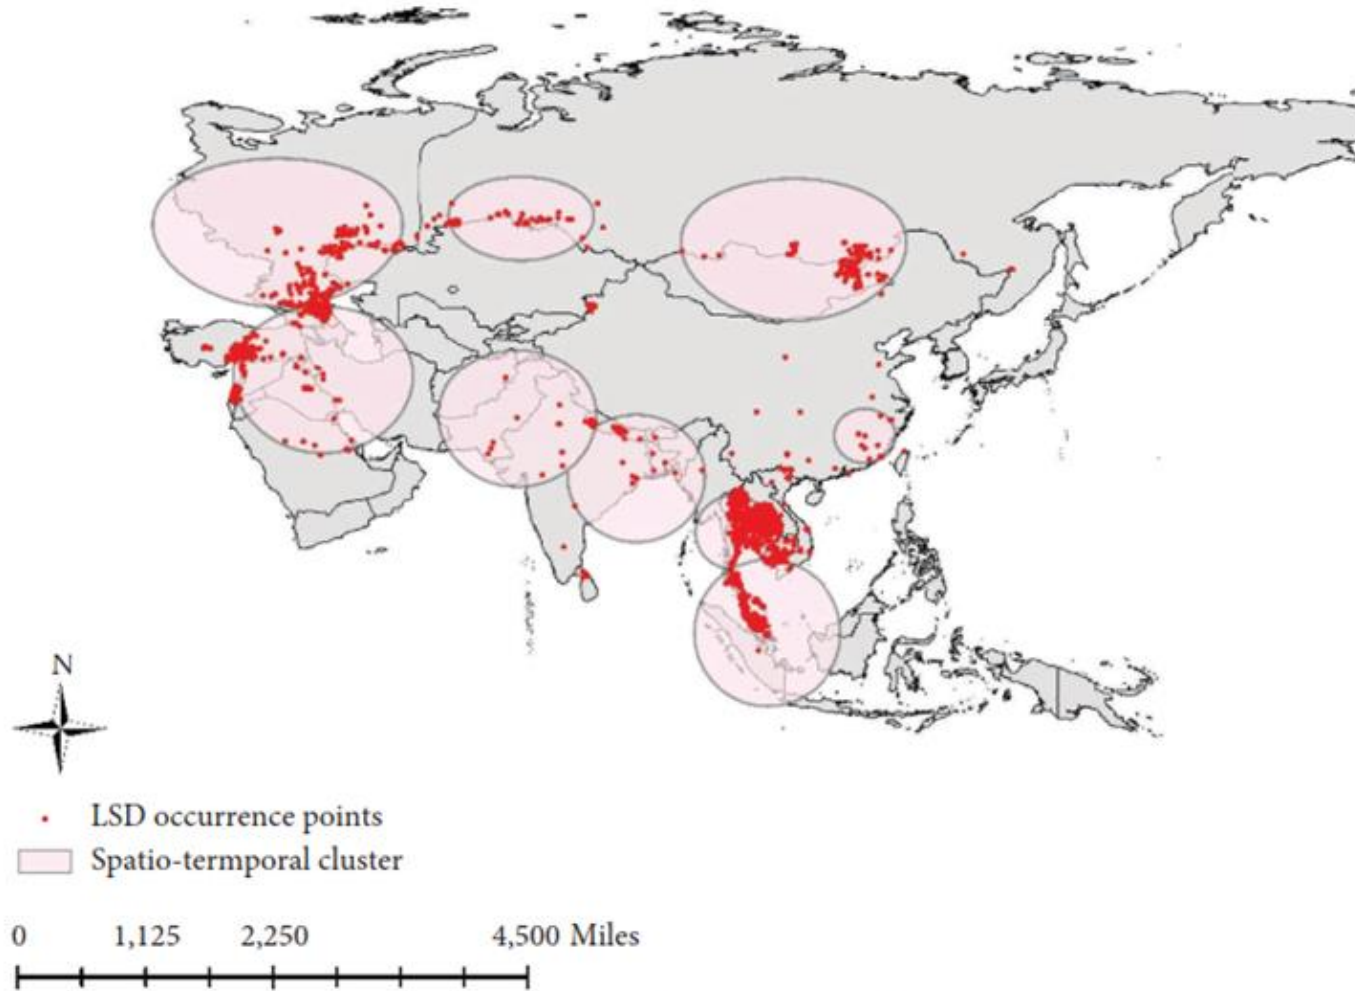 N
LSD occurrence points
Spatio-termporal cluster
0 1,125 2,250 4,500 Miles